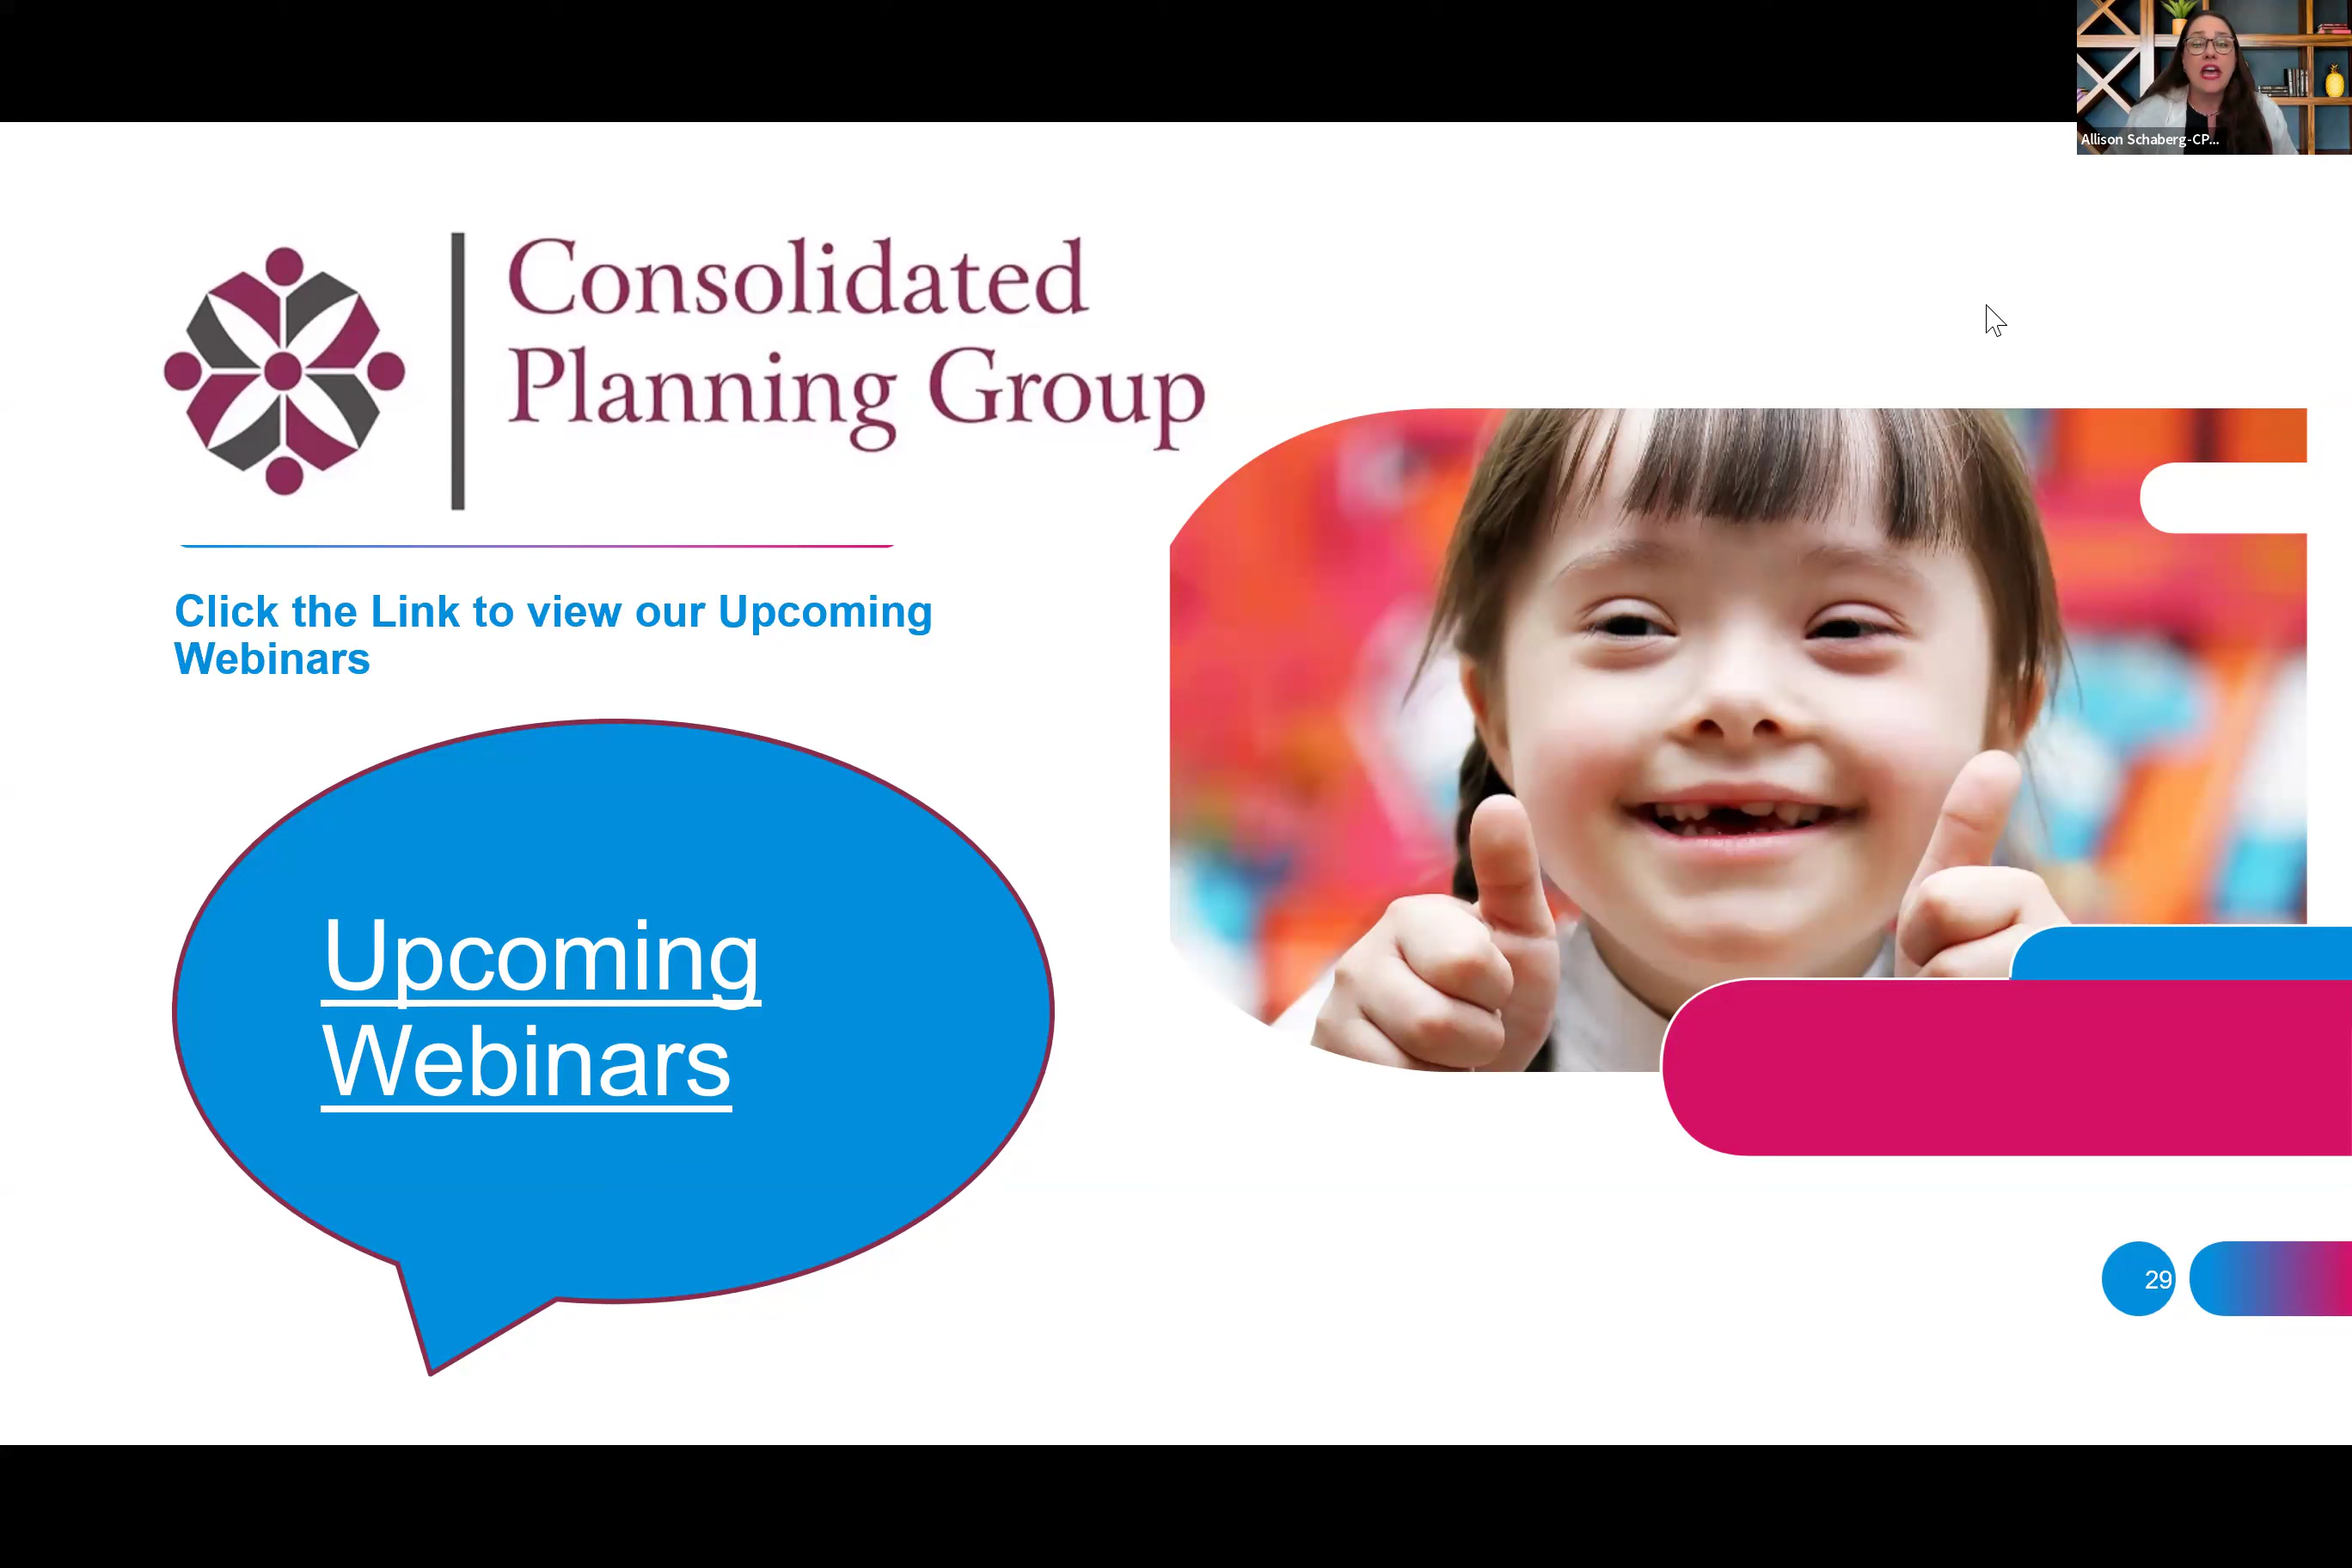 Allison Schaberg-CP...
Consolidated
Planning Group
Click the Link to view our Upcoming
Webinars
Upcoming
Webinars
29